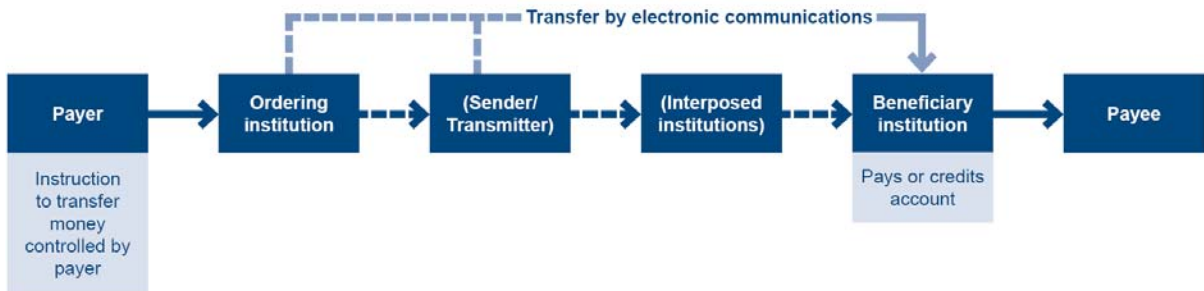 Transfer by electronic communications
Payer
Ordering
institution
(Sender/
Transmitter)
(Interposed
institutions)
Beneficiary
institution
Payee
Instruction
to transfer
money
controlled by
payer
Pays or credits
account